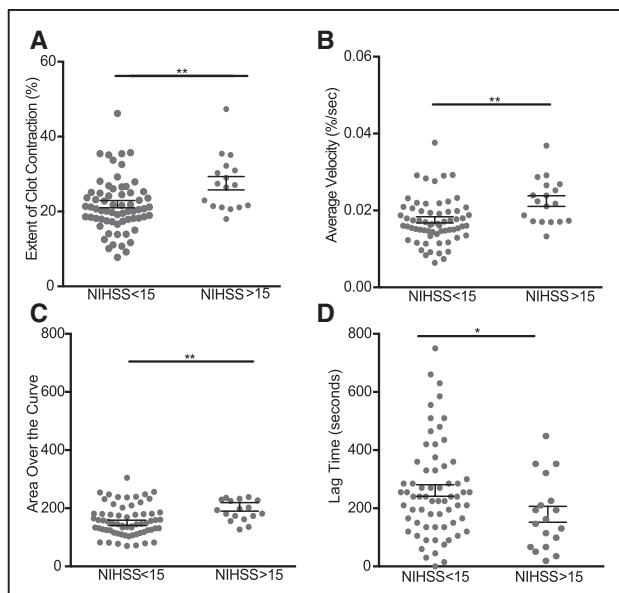 A
Extent of Clot Contraction (%)
60
40
20
0
**
NIHSS<15
NIHSS>15
B
Average Velocity (%/sec)
0.06
0.04
0.02
0.00
**
NIHSS<15
NIHSS>15
C
Area Over the Curve
800
600
400
200
0
**
NIHSS<15
NIHSS>15
D
Lag Time (seconds)
800
600
400
200
0
*
NIHSS<15
NIHSS>15